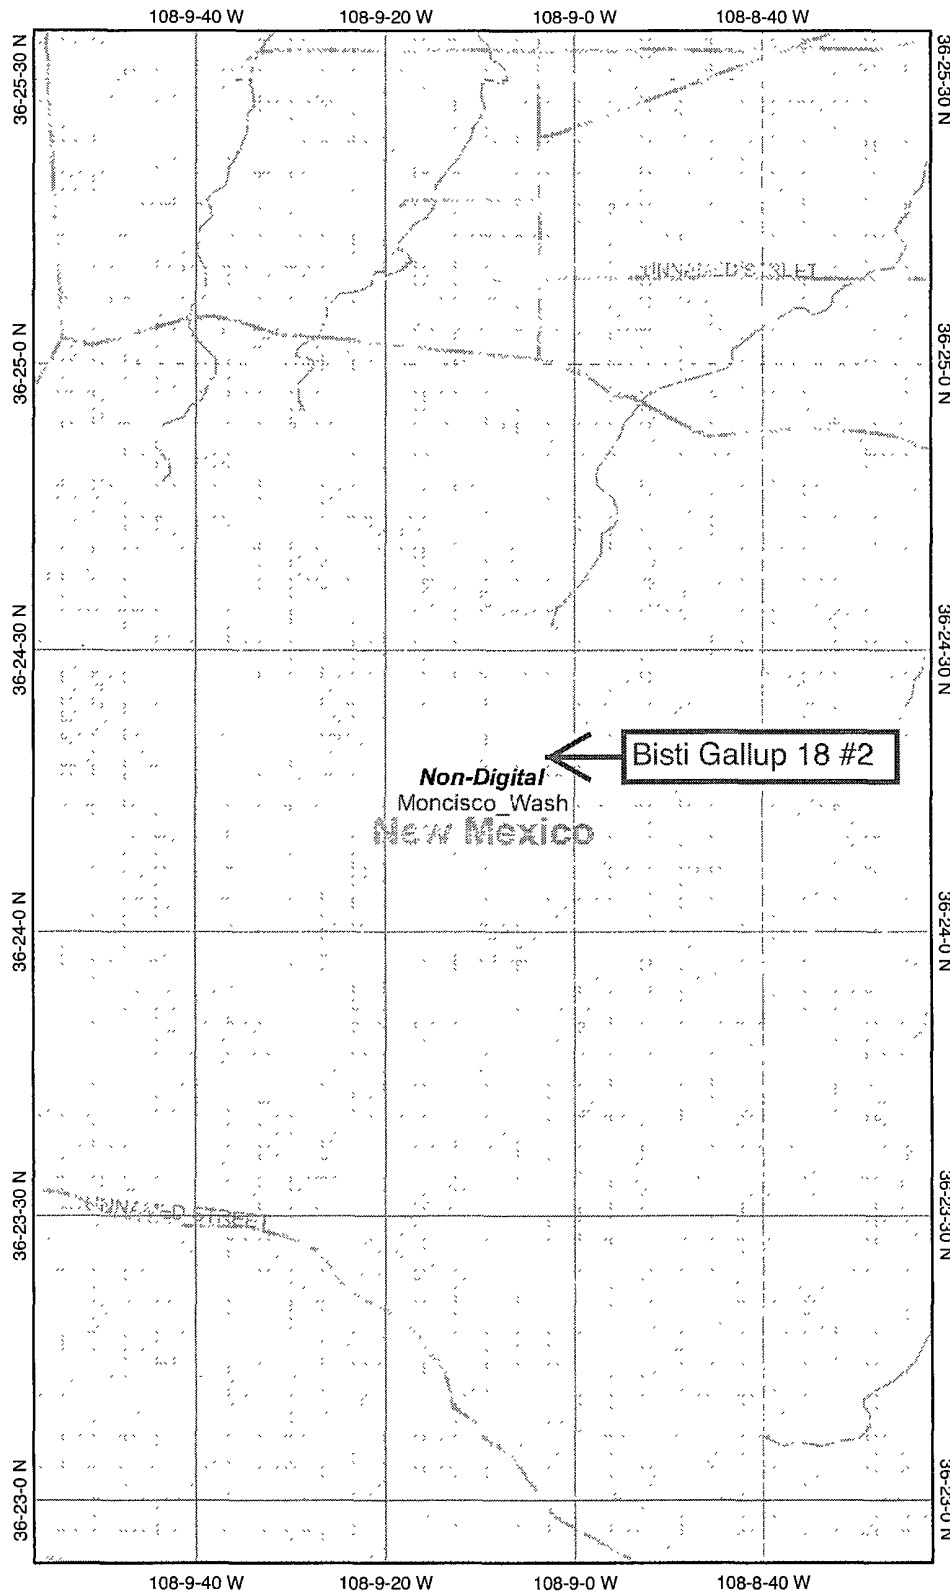 108-9-40 W 108-9-20 W 108-9-0 W 108-8-40 W
36-25-30 N 36-25-30 N
UNNAMED STREET
36-25-0 N 36-25-0 N
36-24-30 N 36-24-30 N
Bisti Gallup 18 #2
Non-Digital
Moncisco_Wash
New Mexico
36-24-0 N 36-24-0 N
36-23-30 N 36-23-30 N
UNNAMED_STREET
36-23-0 N 36-23-0 N
108-9-40 W 108-9-20 W 108-9-0 W 108-8-40 W